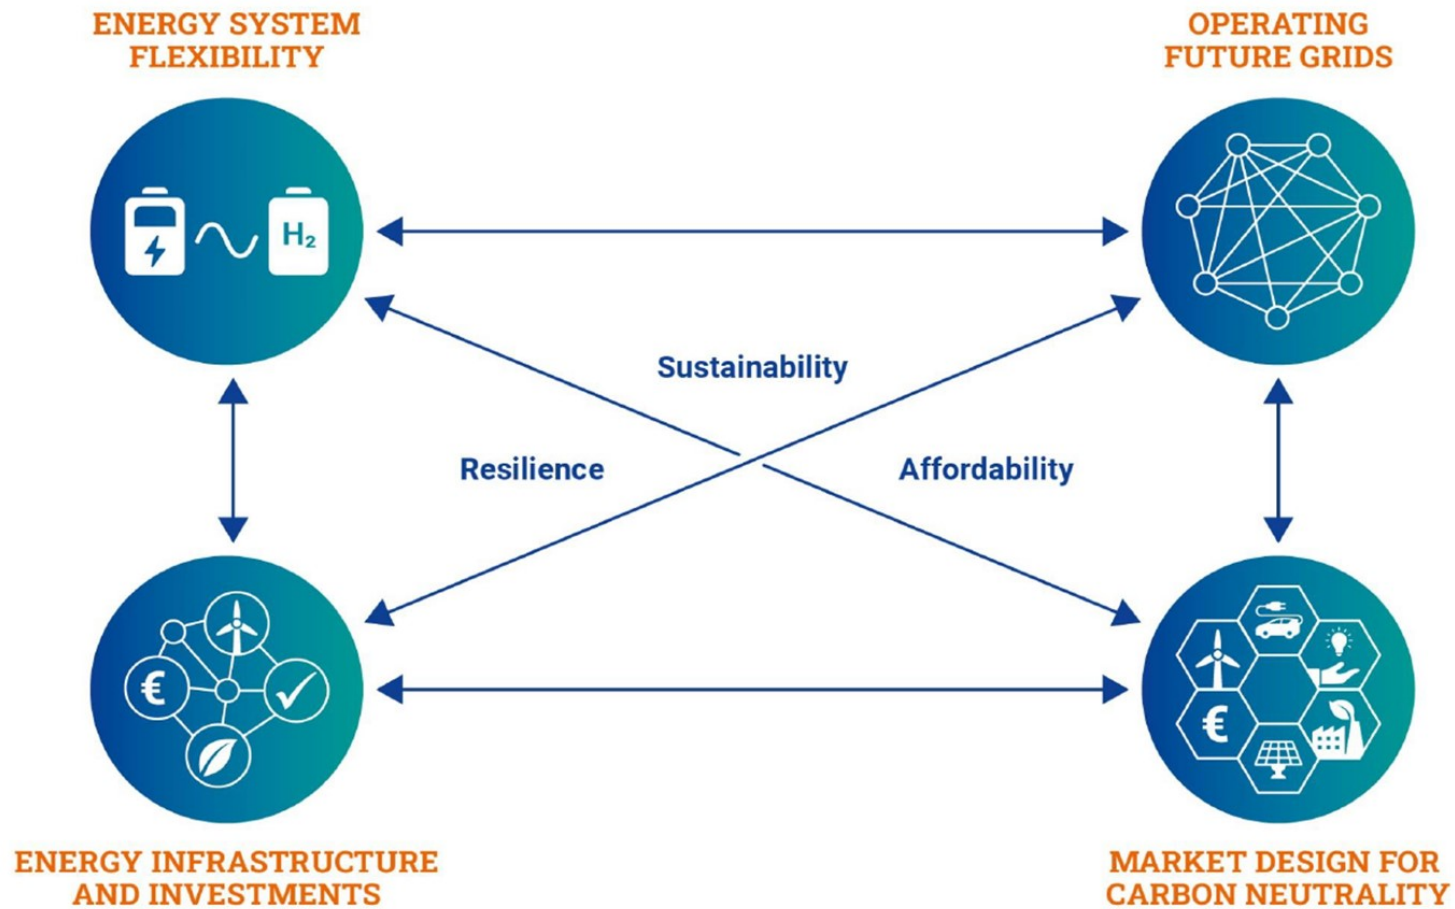 ENERGY SYSTEM
FLEXIBILITY
OPERATING
FUTURE GRIDS
H₂
Sustainability
Resilience
Affordability
€
€
ENERGY INFRASTRUCTURE
AND INVESTMENTS
MARKET DESIGN FOR
CARBON NEUTRALITY